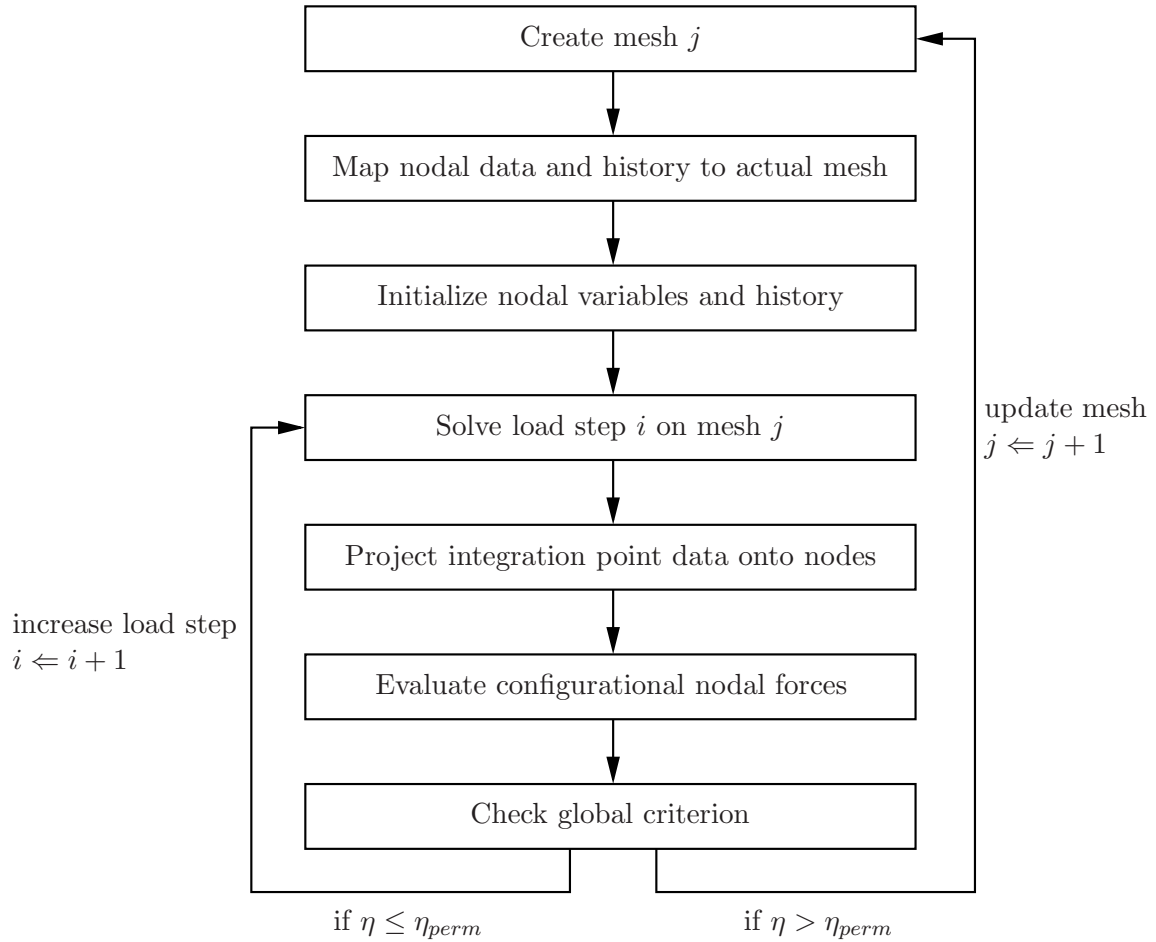 Create mesh j
Map nodal data and history to actual mesh
Initialize nodal variables and history
Solve load step i on mesh j
update mesh
j ⇐ j + 1
Project integration point data onto nodes
increase load step
i ⇐ i + 1
Evaluate configurational nodal forces
Check global criterion
if η ≤ η_perm
if η > η_perm